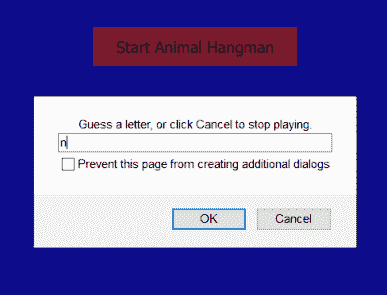 Start Animal Hangman
Guess a letter, or click Cancel to stop playing.
n
Prevent this page from creating additional dialogs
OK
Cancel